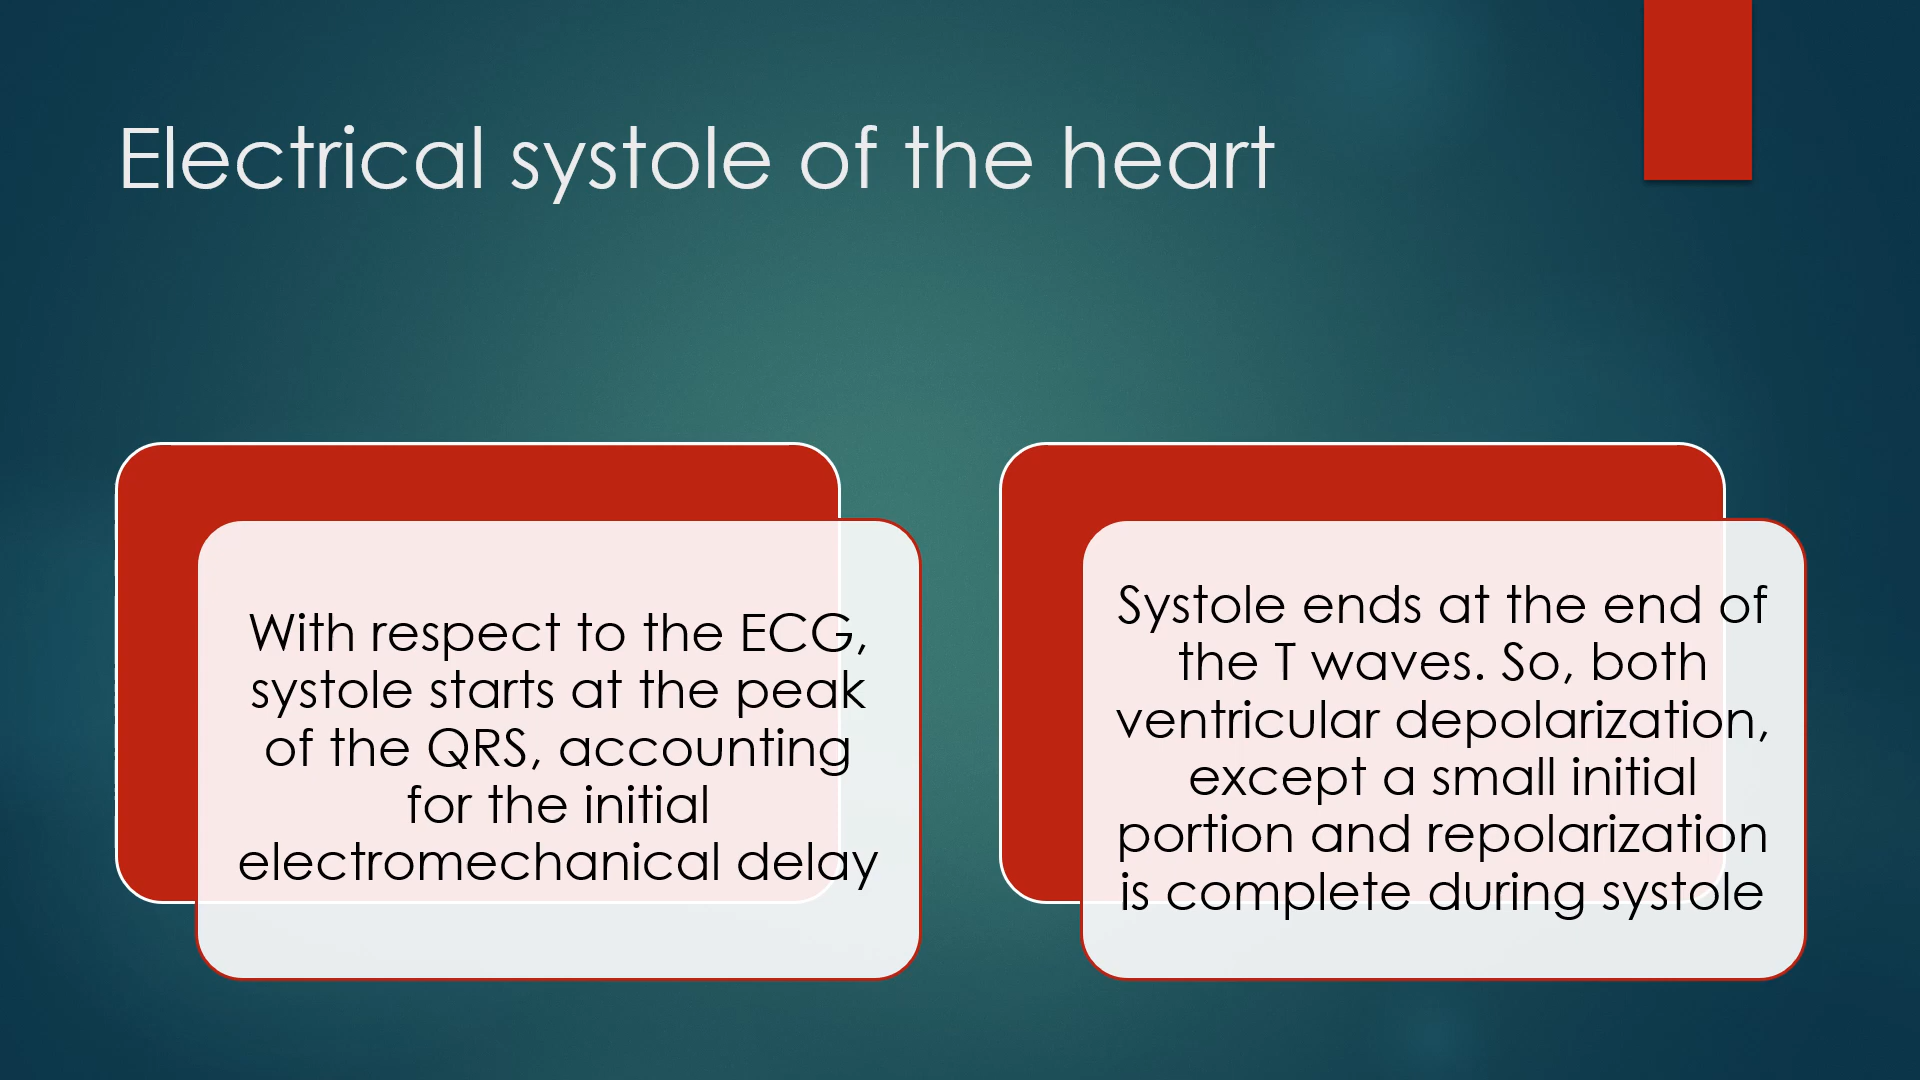 Electrical systole of the heart
With respect to the ECG,
systole starts at the peak
of the QRS, accounting
for the initial
electromechanical delay
Systole ends at the end of
the T waves. So, both
ventricular depolarization,
except a small initial
portion and repolarization
is complete during systole